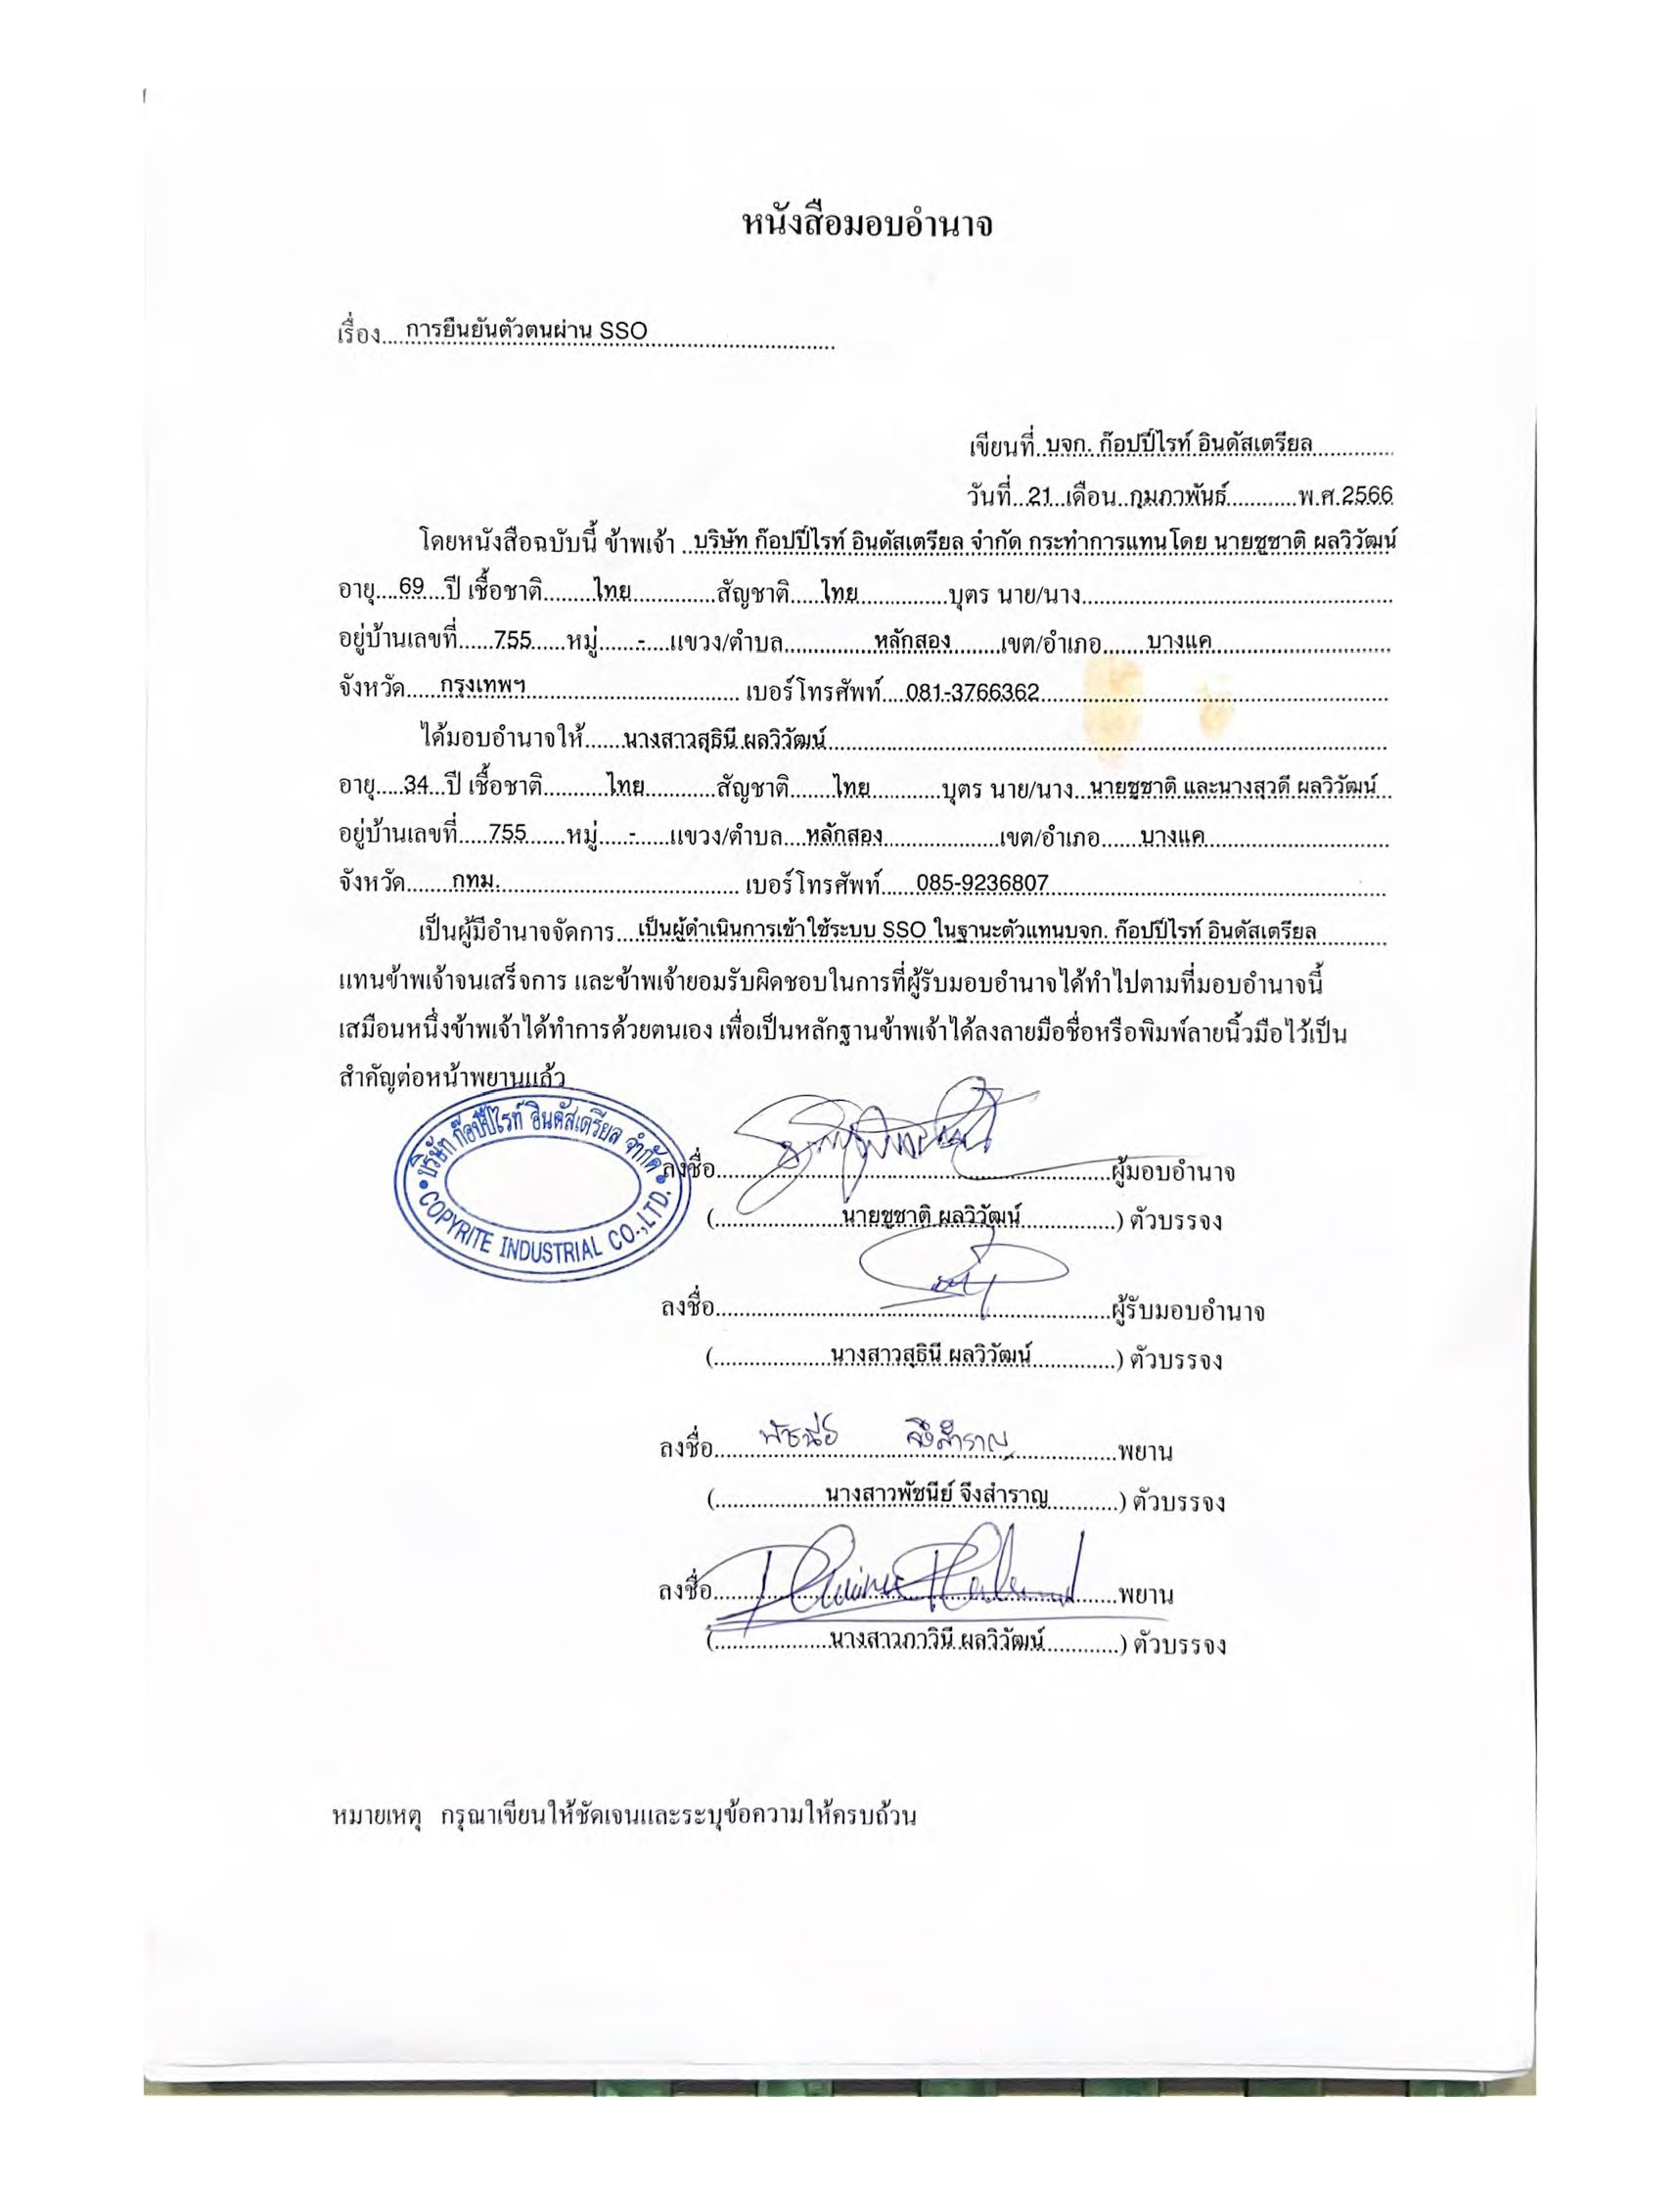 หนังสือมอบอำนาจ
เรื่อง....การยืนยันตัวตนผ่าน SSO....
เขียนที่..บจก. ก๊อปปี้ไรท์ อินดัสเตรียล....
วันที่...21...เดือน..กุมภาพันธ์...........พ.ศ.2566
โดยหนังสือฉบับนี้ ข้าพเจ้า ..บริษัท ก๊อปปี้ไรท์ อินดัสเตรียล จำกัด กระทำการแทนโดย นายชูชาติ ผลวิวัฒน์
อายุ....69....ปี เชื้อชาติ........ไทย..............สัญชาติ.....ไทย...............บุตร นาย/นาง....
อยู่บ้านเลขที่......755......หมู่.......-....แขวง/ตำบล................หลักสอง.........เขต/อำเภอ.......บางแค....
จังหวัด......กรุงเทพฯ.... เบอร์โทรศัพท์....081-3766362....
ได้มอบอำนาจให้.......นางสาวสุธินี ผลวิวัฒน์....
อายุ.....34...ปี เชื้อชาติ...........ไทย............สัญชาติ........ไทย............บุตร นาย/นาง...นายชูชาติ และนางสุวดี ผลวิวัฒน์...
อยู่บ้านเลขที่......755.......หมู่.....-......แขวง/ตำบล....หลักสอง....เขต/อำเภอ.......บางแค....
จังหวัด........กทม..... เบอร์โทรศัพท์......085-9236807....
เป็นผู้มีอำนาจจัดการ....เป็นผู้ดำเนินการเข้าใช้ระบบ SSO ในฐานะตัวแทนบจก. ก๊อปปี้ไรท์ อินดัสเตรียล....
แทนข้าพเจ้าจนเสร็จการ และข้าพเจ้ายอมรับผิดชอบในการที่ผู้รับมอบอำนาจได้ทำไปตามที่มอบอำนาจนี้
เสมือนหนึ่งข้าพเจ้าได้ทำการด้วยตนเอง เพื่อเป็นหลักฐานข้าพเจ้าได้ลงลายมือชื่อหรือพิมพ์ลายนิ้วมือไว้เป็น
สำคัญต่อหน้าพยานแล้ว
บริษัท ก๊อปปี้ไรท์ อินดัสเตรียล จำกัด
COPYRITE INDUSTRIAL CO.,LTD.
ลงชื่อ....ผู้มอบอำนาจ
(....นายชูชาติ ผลวิวัฒน์....) ตัวบรรจง
ลงชื่อ....ผู้รับมอบอำนาจ
(....นางสาวสุธินี ผลวิวัฒน์....) ตัวบรรจง
ลงชื่อ....พัชนีย์ จึงสำราญ....พยาน
(....นางสาวพัชนีย์ จึงสำราญ....) ตัวบรรจง
ลงชื่อ....พยาน
(....นางสาวภาวินี ผลวิวัฒน์....) ตัวบรรจง
หมายเหตุ กรุณาเขียนให้ชัดเจนและระบุข้อความให้ครบถ้วน